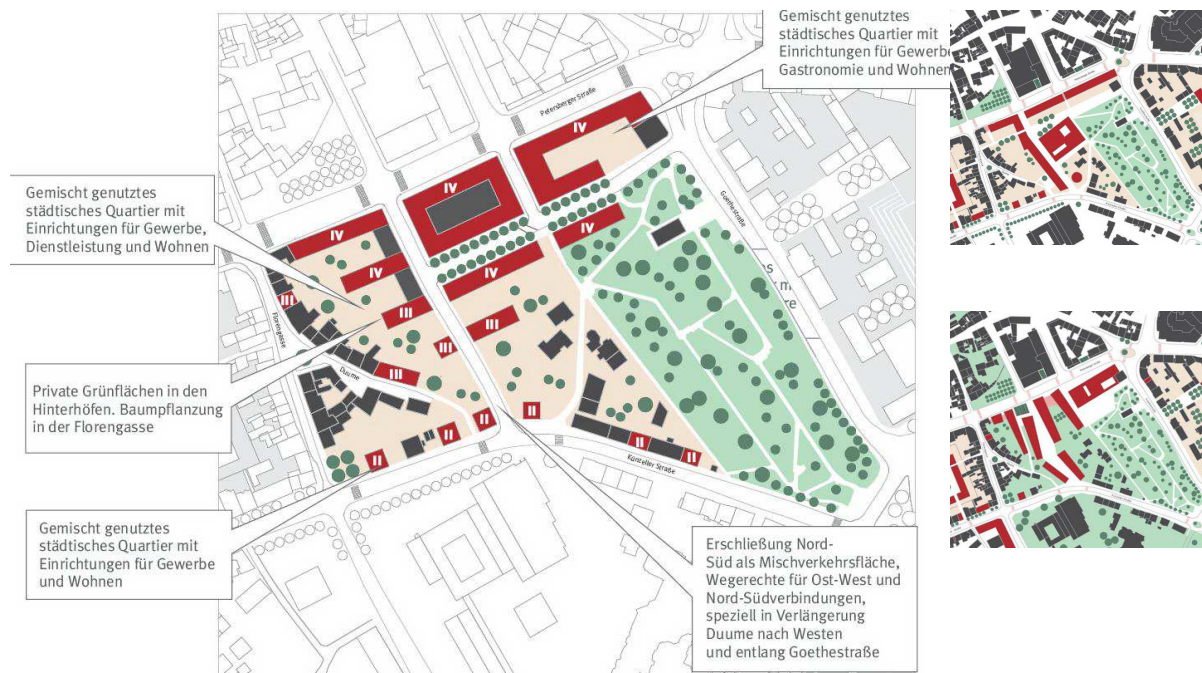 Gemischt genutztes
städtisches Quartier mit
Einrichtungen für Gewerbe
Gastronomie und Wohnen
Petersberger Straße
IV
IV
Goethestraße
Gemischt genutztes
städtisches Quartier mit
Einrichtungen für Gewerbe,
Dienstleistung und Wohnen
IV
IV
IV
IV
III
III
III
III
III
Florengasse
Duume
Private Grünflächen in den
Hinterhöfen. Baumpflanzung
in der Florengasse
II
II
II
II
II
II
Künzeller Straße
Gemischt genutztes
städtisches Quartier mit
Einrichtungen für Gewerbe
und Wohnen
Erschließung Nord-
Süd als Mischverkehrsfläche,
Wegerechte für Ost-West und
Nord-Südverbindungen,
speziell in Verlängerung
Duume nach Westen
und entlang Goethestraße